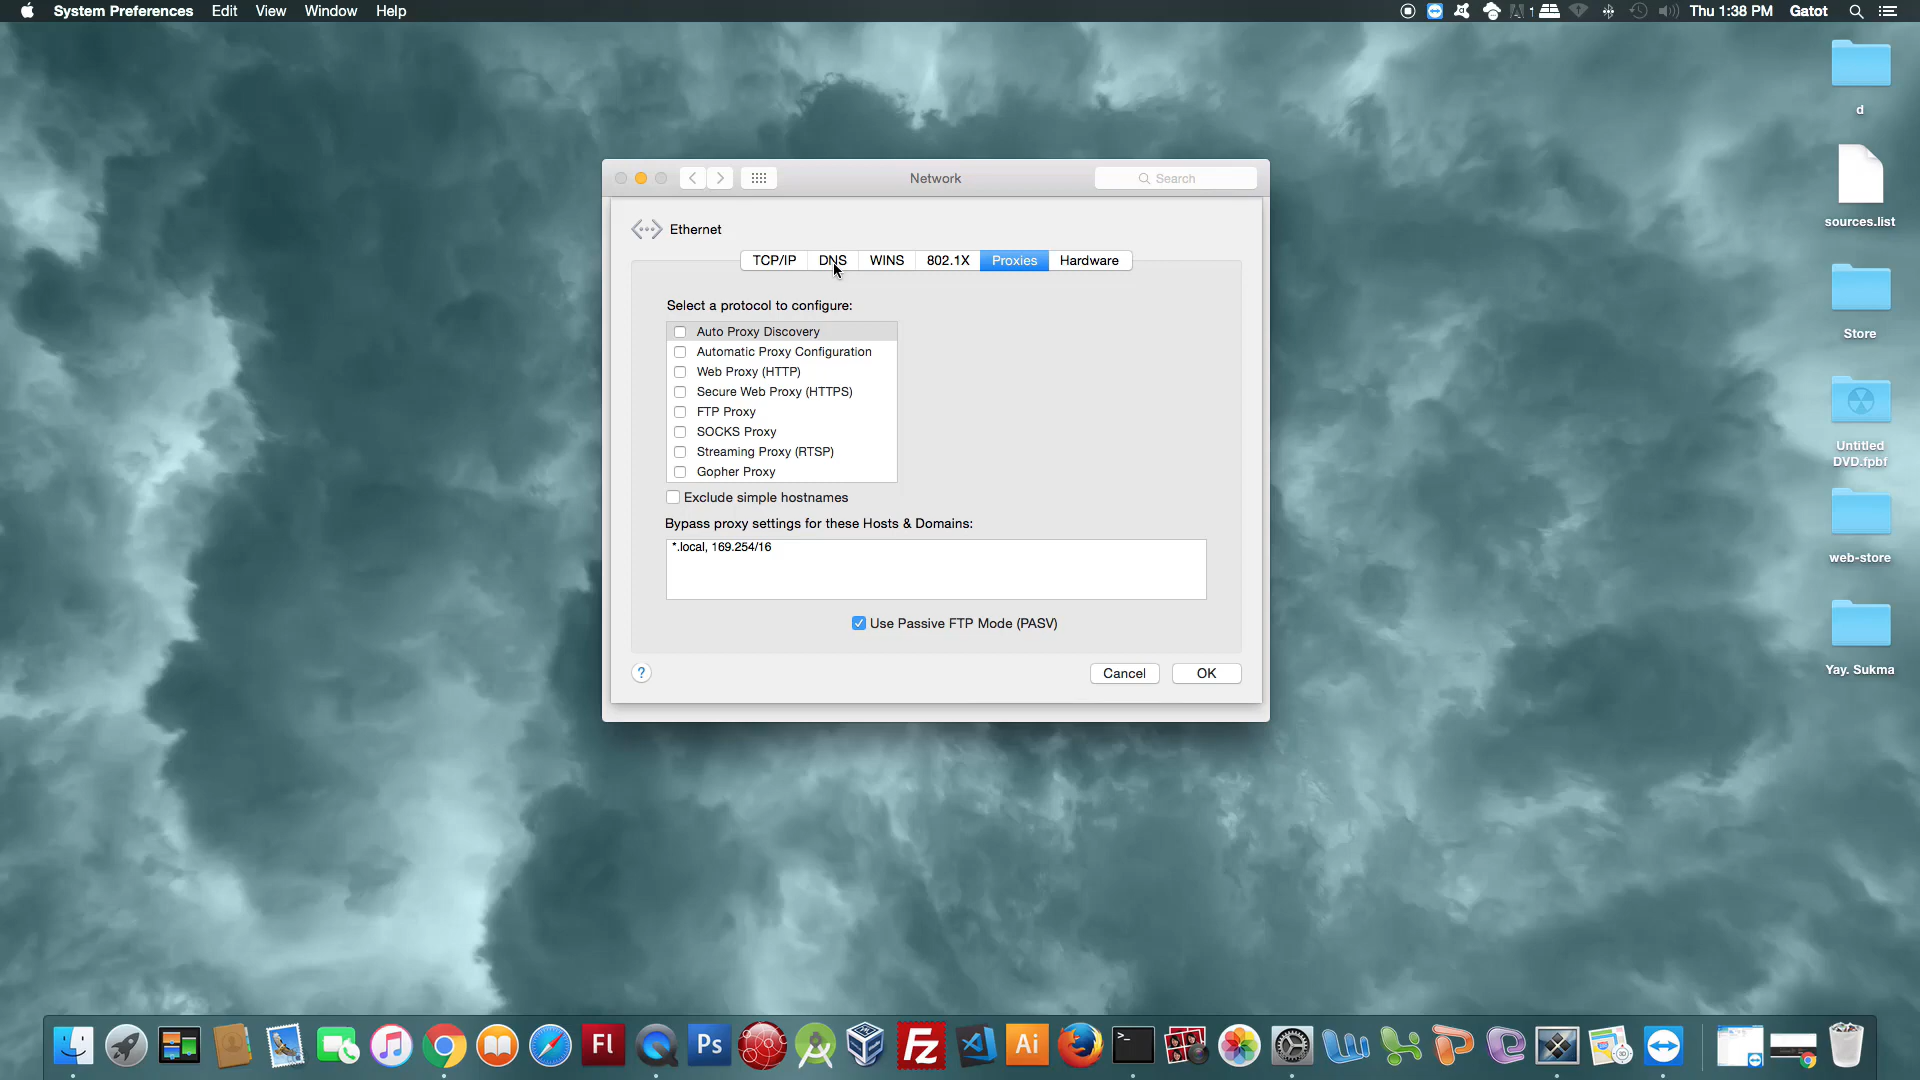 System Preferences Edit View Window Help
1 Thu 1:38 PM Gatot
d
sources.list
Store
Untitled
DVD.fpbf
web-store
Yay. Sukma
Network
Search
Ethernet
TCP/IP DNS WINS 802.1X Proxies Hardware
Select a protocol to configure:
Auto Proxy Discovery
Automatic Proxy Configuration
Web Proxy (HTTP)
Secure Web Proxy (HTTPS)
FTP Proxy
SOCKS Proxy
Streaming Proxy (RTSP)
Gopher Proxy
Exclude simple hostnames
Bypass proxy settings for these Hosts & Domains:
*.local, 169.254/16
Use Passive FTP Mode (PASV)
? Cancel OK
Fl Ps Fz Ai